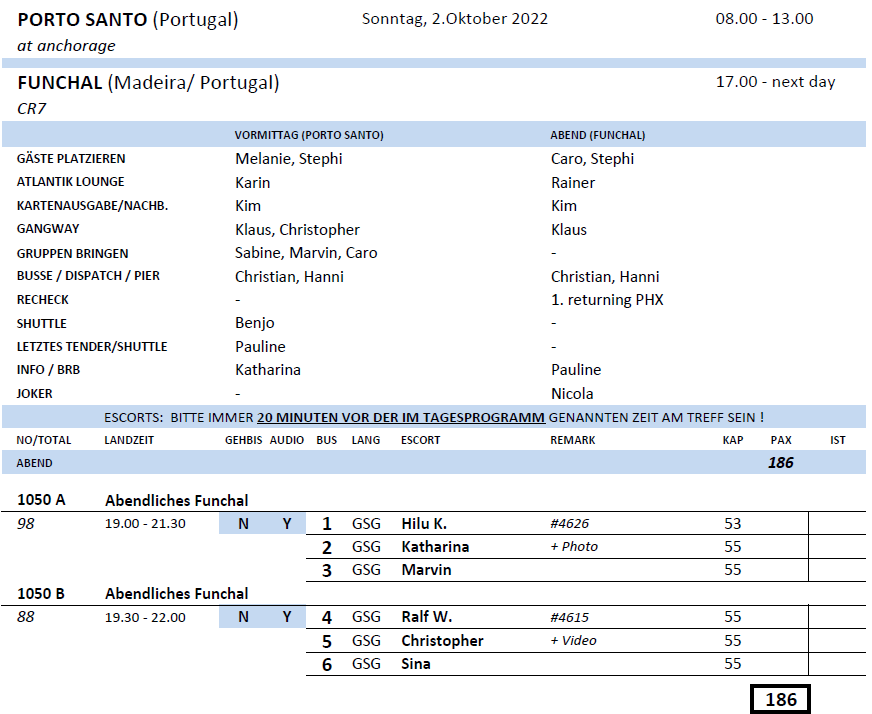 PORTO SANTO (Portugal) Sonntag, 2.Oktober 2022 08.00 - 13.00
at anchorage
FUNCHAL (Madeira/ Portugal) 17.00 - next day
CR7
VORMITTAG (PORTO SANTO) ABEND (FUNCHAL)
GÄSTE PLATZIEREN Melanie, Stephi Caro, Stephi
ATLANTIK LOUNGE Karin Rainer
KARTENAUSGABE/NACHB. Kim Kim
GANGWAY Klaus, Christopher Klaus
GRUPPEN BRINGEN Sabine, Marvin, Caro -
BUSSE / DISPATCH / PIER Christian, Hanni Christian, Hanni
RECHECK - 1. returning PHX
SHUTTLE Benjo -
LETZTES TENDER/SHUTTLE Pauline -
INFO / BRB Katharina Pauline
JOKER - Nicola
ESCORTS: BITTE IMMER 20 MINUTEN VOR DER IM TAGESPROGRAMM GENANNTEN ZEIT AM TREFF SEIN !
NO/TOTAL LANDZEIT GEHBIS AUDIO BUS LANG ESCORT REMARK KAP PAX IST
ABEND 186
1050 A Abendliches Funchal
98 19.00 - 21.30 N Y 1 GSG Hilu K. #4626 53
2 GSG Katharina + Photo 55
3 GSG Marvin 55
1050 B Abendliches Funchal
88 19.30 - 22.00 N Y 4 GSG Ralf W. #4615 55
5 GSG Christopher + Video 55
6 GSG Sina 55
186